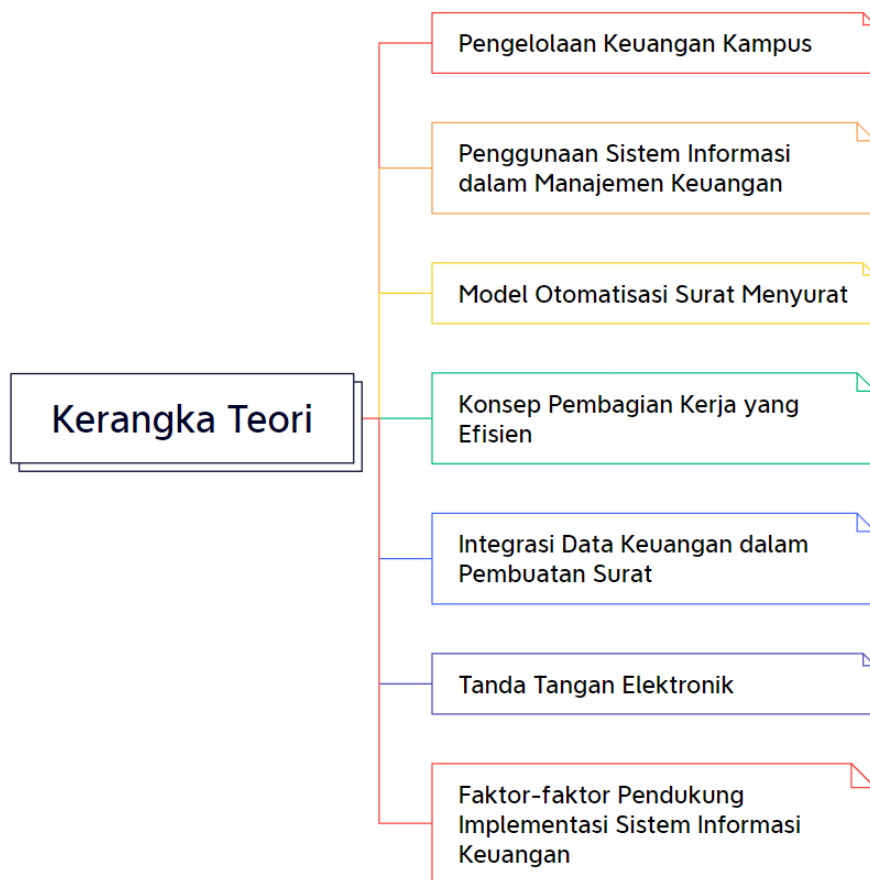 Pengelolaan Keuangan Kampus
Penggunaan Sistem Informasi
dalam Manajemen Keuangan
Model Otomatisasi Surat Menyurat
Kerangka Teori
Konsep Pembagian Kerja yang
Efisien
Integrasi Data Keuangan dalam
Pembuatan Surat
Tanda Tangan Elektronik
Faktor-faktor Pendukung
Implementasi Sistem Informasi
Keuangan